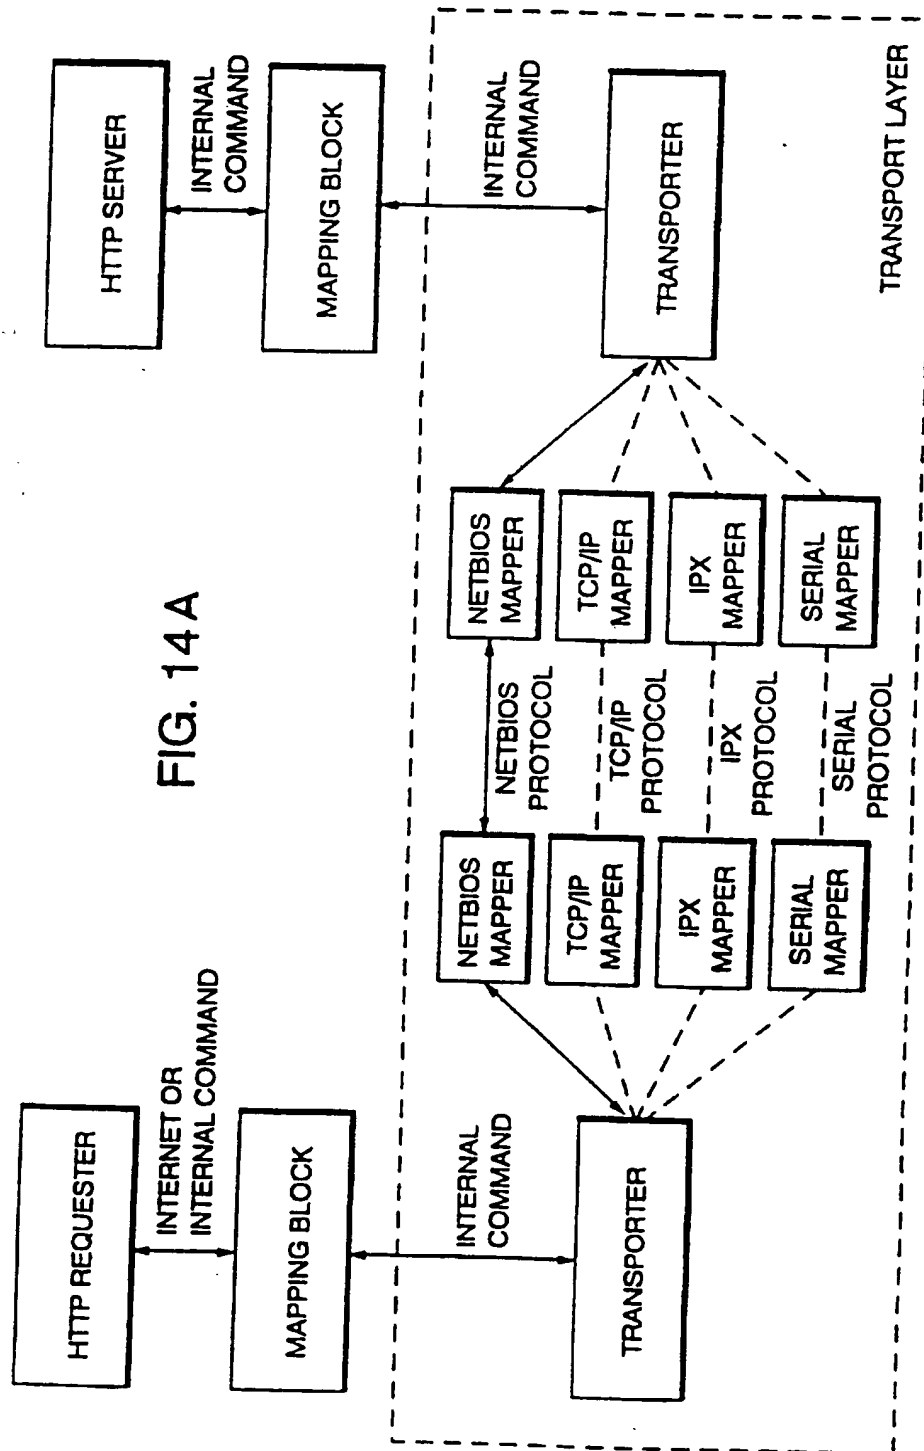 FIG. 14A
HTTP REQUESTER
INTERNET OR
INTERNAL COMMAND
MAPPING BLOCK
INTERNAL
COMMAND
TRANSPORTER
HTTP SERVER
INTERNAL
COMMAND
MAPPING BLOCK
INTERNAL
COMMAND
TRANSPORTER
NETBIOS
MAPPER
NETBIOS
PROTOCOL
NETBIOS
MAPPER
TCP/IP
MAPPER
TCP/IP
PROTOCOL
TCP/IP
MAPPER
IPX
MAPPER
IPX
PROTOCOL
IPX
MAPPER
SERIAL
MAPPER
SERIAL
PROTOCOL
SERIAL
MAPPER
TRANSPORT LAYER